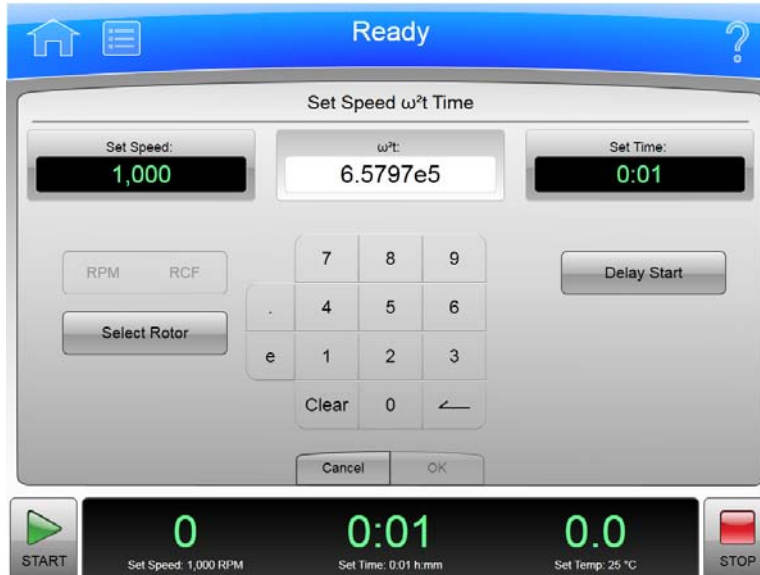 Ready
?
Set Speed ω²t Time
Set Speed:
1,000
ω²t:
6.5797e5
Set Time:
0:01
RPM RCF
Select Rotor
Delay Start
7 8 9
. 4 5 6
e 1 2 3
Clear 0
Cancel OK
START
0
Set Speed: 1,000 RPM
0:01
Set Time: 0:01 h:mm
0.0
Set Temp: 25 °C
STOP